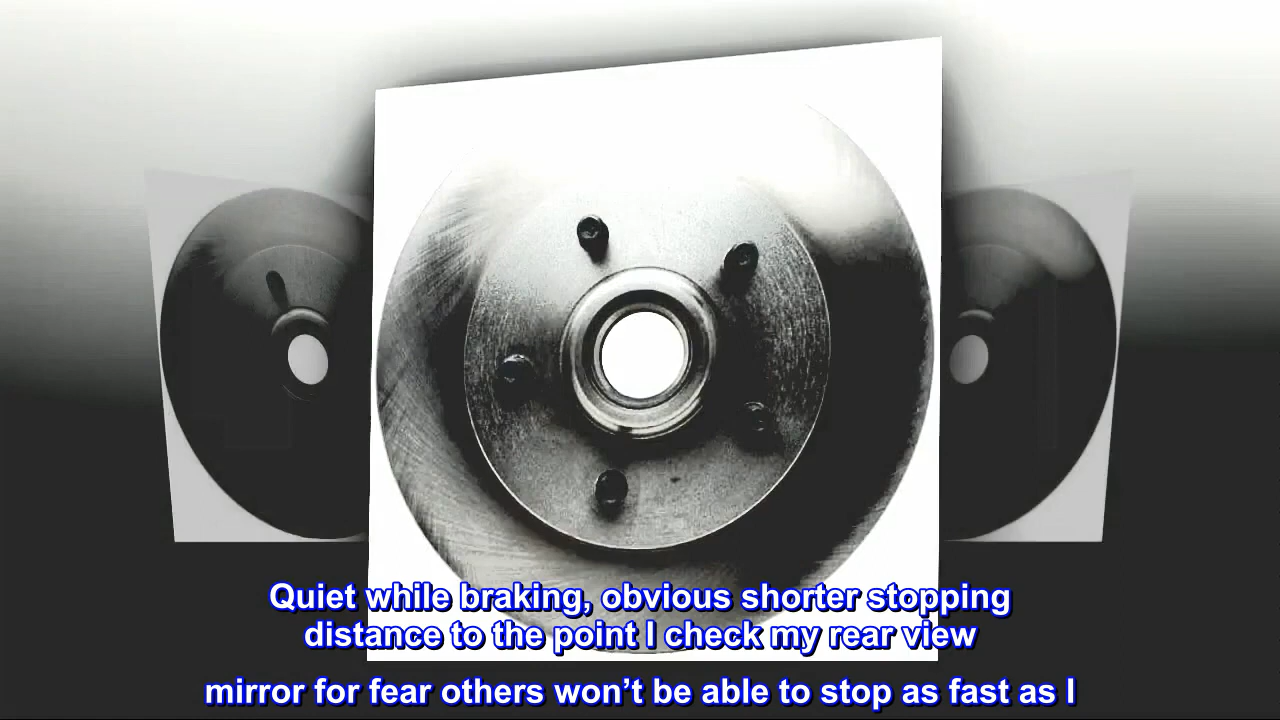 Quiet while braking, obvious shorter stopping
distance to the point I check my rear view
mirror for fear others won’t be able to stop as fast as I